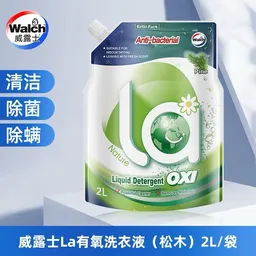 Walch
威露士
清洁
除菌
除螨
Refill Pack
Anti-bacterial
SUITABLE FOR
INDOOR DRYING
LEAVING WITH FRESH SCENT
Pine
La
Nature
Liquid Detergent OXI
2L
威露士La有氧洗衣液（松木）2L/袋